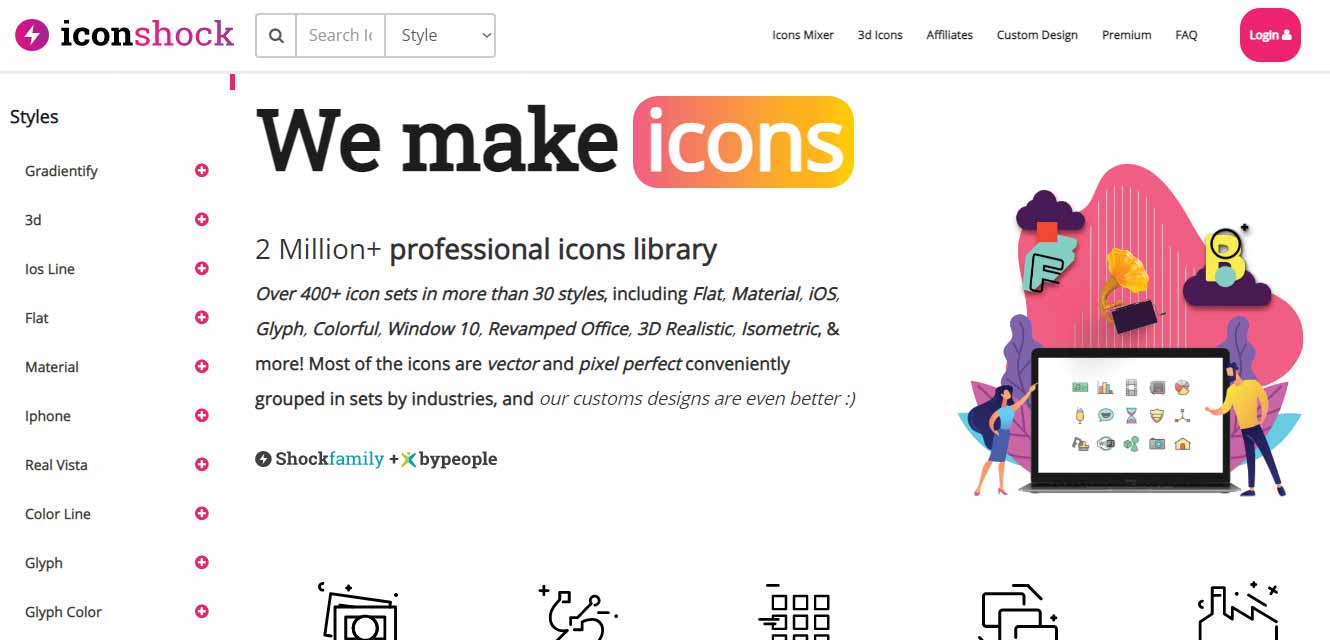 iconshock
Search Ic
Style
Icons Mixer
3d Icons
Affiliates
Custom Design
Premium
FAQ
Login
Styles
Gradientify
3d
Ios Line
Flat
Material
Iphone
Real Vista
Color Line
Glyph
Glyph Color
We make icons
2 Million+ professional icons library
Over 400+ icon sets in more than 30 styles, including Flat, Material, iOS,
Glyph, Colorful, Window 10, Revamped Office, 3D Realistic, Isometric, &
more! Most of the icons are vector and pixel perfect conveniently
grouped in sets by industries, and our customs designs are even better :)
Shockfamily + bypeople
F
B